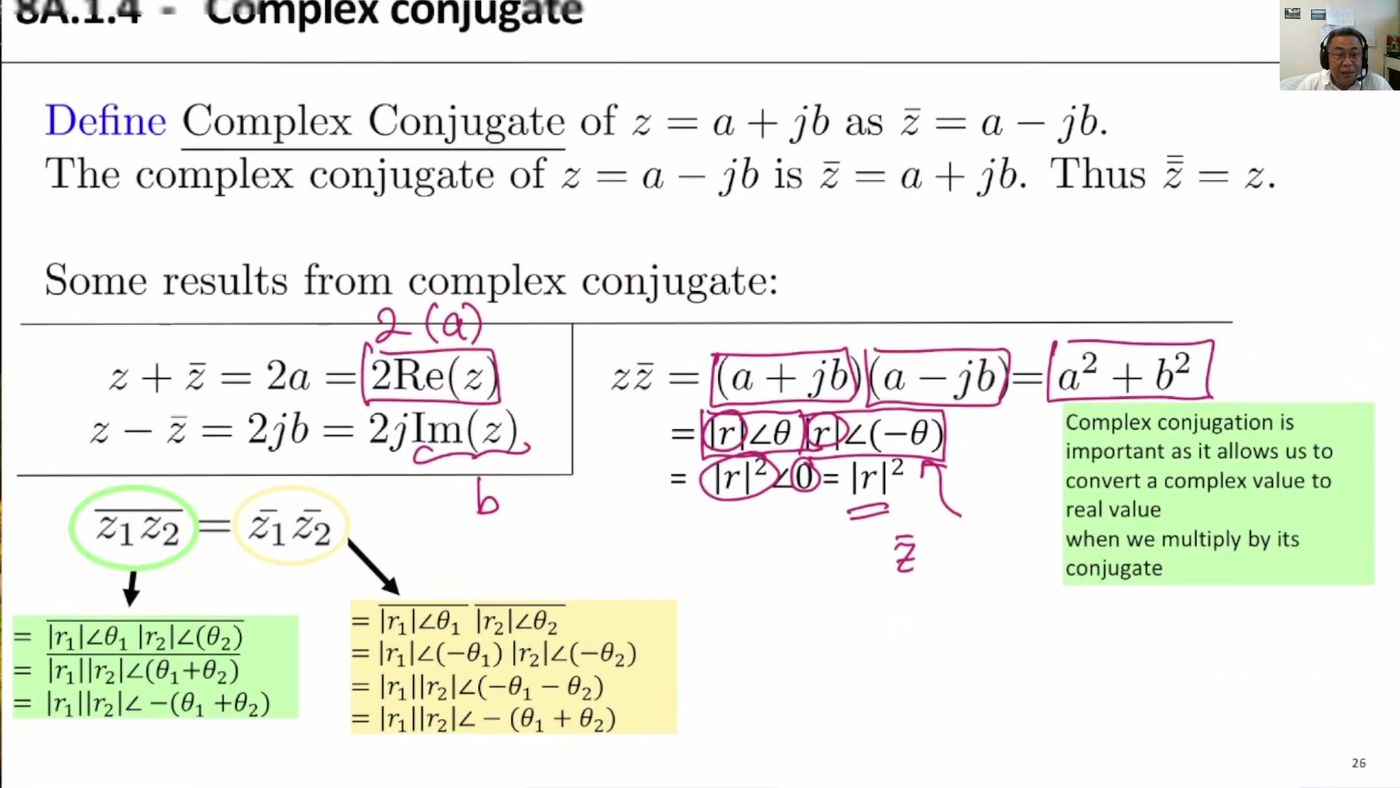 8A.1.4 - Complex conjugate
Define Complex Conjugate of z = a + jb as z̄ = a − jb.
The complex conjugate of z = a − jb is z̄ = a + jb. Thus z̿ = z.
Some results from complex conjugate:
2 (a)
z + z̄ = 2a = 2Re(z)
z − z̄ = 2jb = 2jIm(z)
b
zz̄ = (a + jb)(a − jb) = a² + b²
= |r|∠θ |r|∠(−θ)
= |r|²∠0 = |r|²
z̄
Complex conjugation is
important as it allows us to
convert a complex value to
real value
when we multiply by its
conjugate
z̅₁z̅₂̅ = z̄₁z̄₂
= |r₁|∠θ₁ |r₂|∠(θ₂)
= |r₁||r₂|∠(θ₁+θ₂)
= |r₁||r₂|∠ −(θ₁ +θ₂)
= |r₁|∠θ₁ |r₂|∠θ₂
= |r₁|∠(−θ₁) |r₂|∠(−θ₂)
= |r₁||r₂|∠(−θ₁ − θ₂)
= |r₁||r₂|∠ − (θ₁ + θ₂)
26